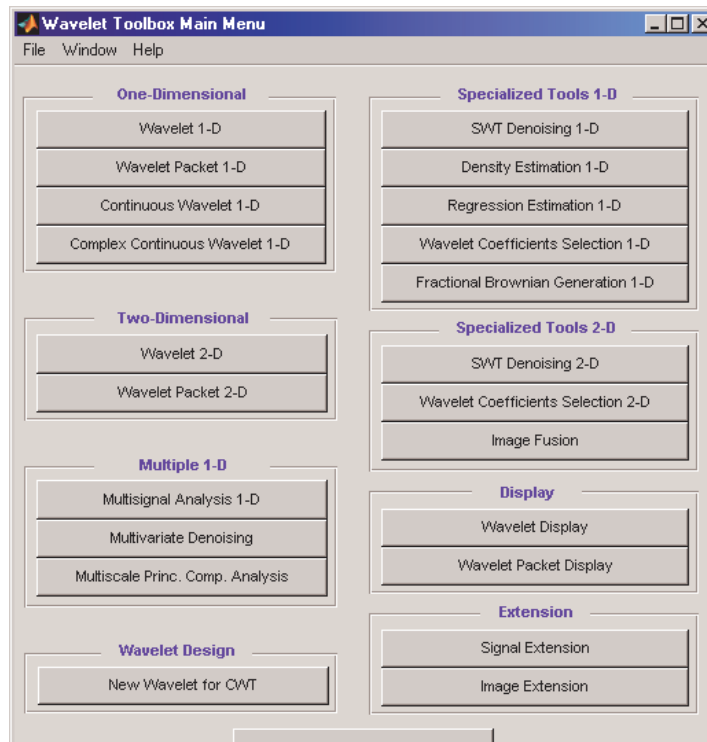 Wavelet Toolbox Main Menu
File Window Help
One-Dimensional
Wavelet 1-D
Wavelet Packet 1-D
Continuous Wavelet 1-D
Complex Continuous Wavelet 1-D
Two-Dimensional
Wavelet 2-D
Wavelet Packet 2-D
Multiple 1-D
Multisignal Analysis 1-D
Multivariate Denoising
Multiscale Princ. Comp. Analysis
Wavelet Design
New Wavelet for CWT
Specialized Tools 1-D
SWT Denoising 1-D
Density Estimation 1-D
Regression Estimation 1-D
Wavelet Coefficients Selection 1-D
Fractional Brownian Generation 1-D
Specialized Tools 2-D
SWT Denoising 2-D
Wavelet Coefficients Selection 2-D
Image Fusion
Display
Wavelet Display
Wavelet Packet Display
Extension
Signal Extension
Image Extension